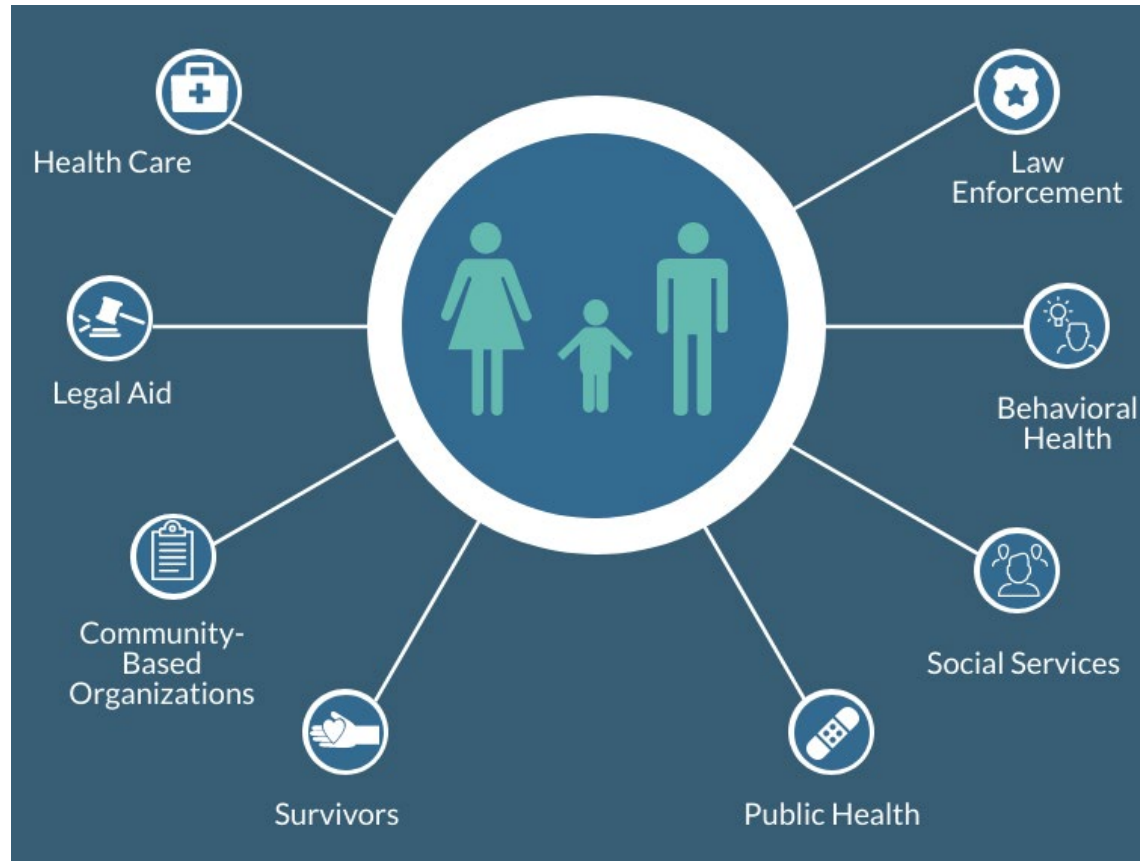 Health Care
Law
Enforcement
Legal Aid
Behavioral
Health
Community-
Based
Organizations
Social Services
Survivors
Public Health